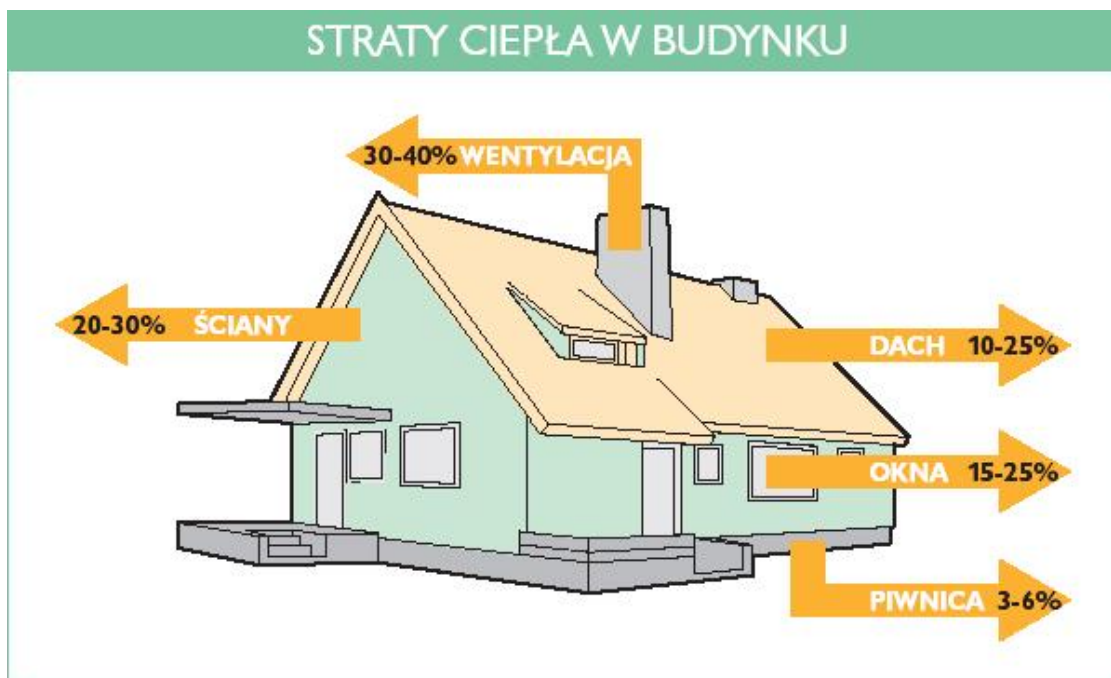 STRATY CIEPŁA W BUDYNKU
30-40% WENTYLACJA
20-30% ŚCIANY
DACH 10-25%
OKNA 15-25%
PIWNICA 3-6%